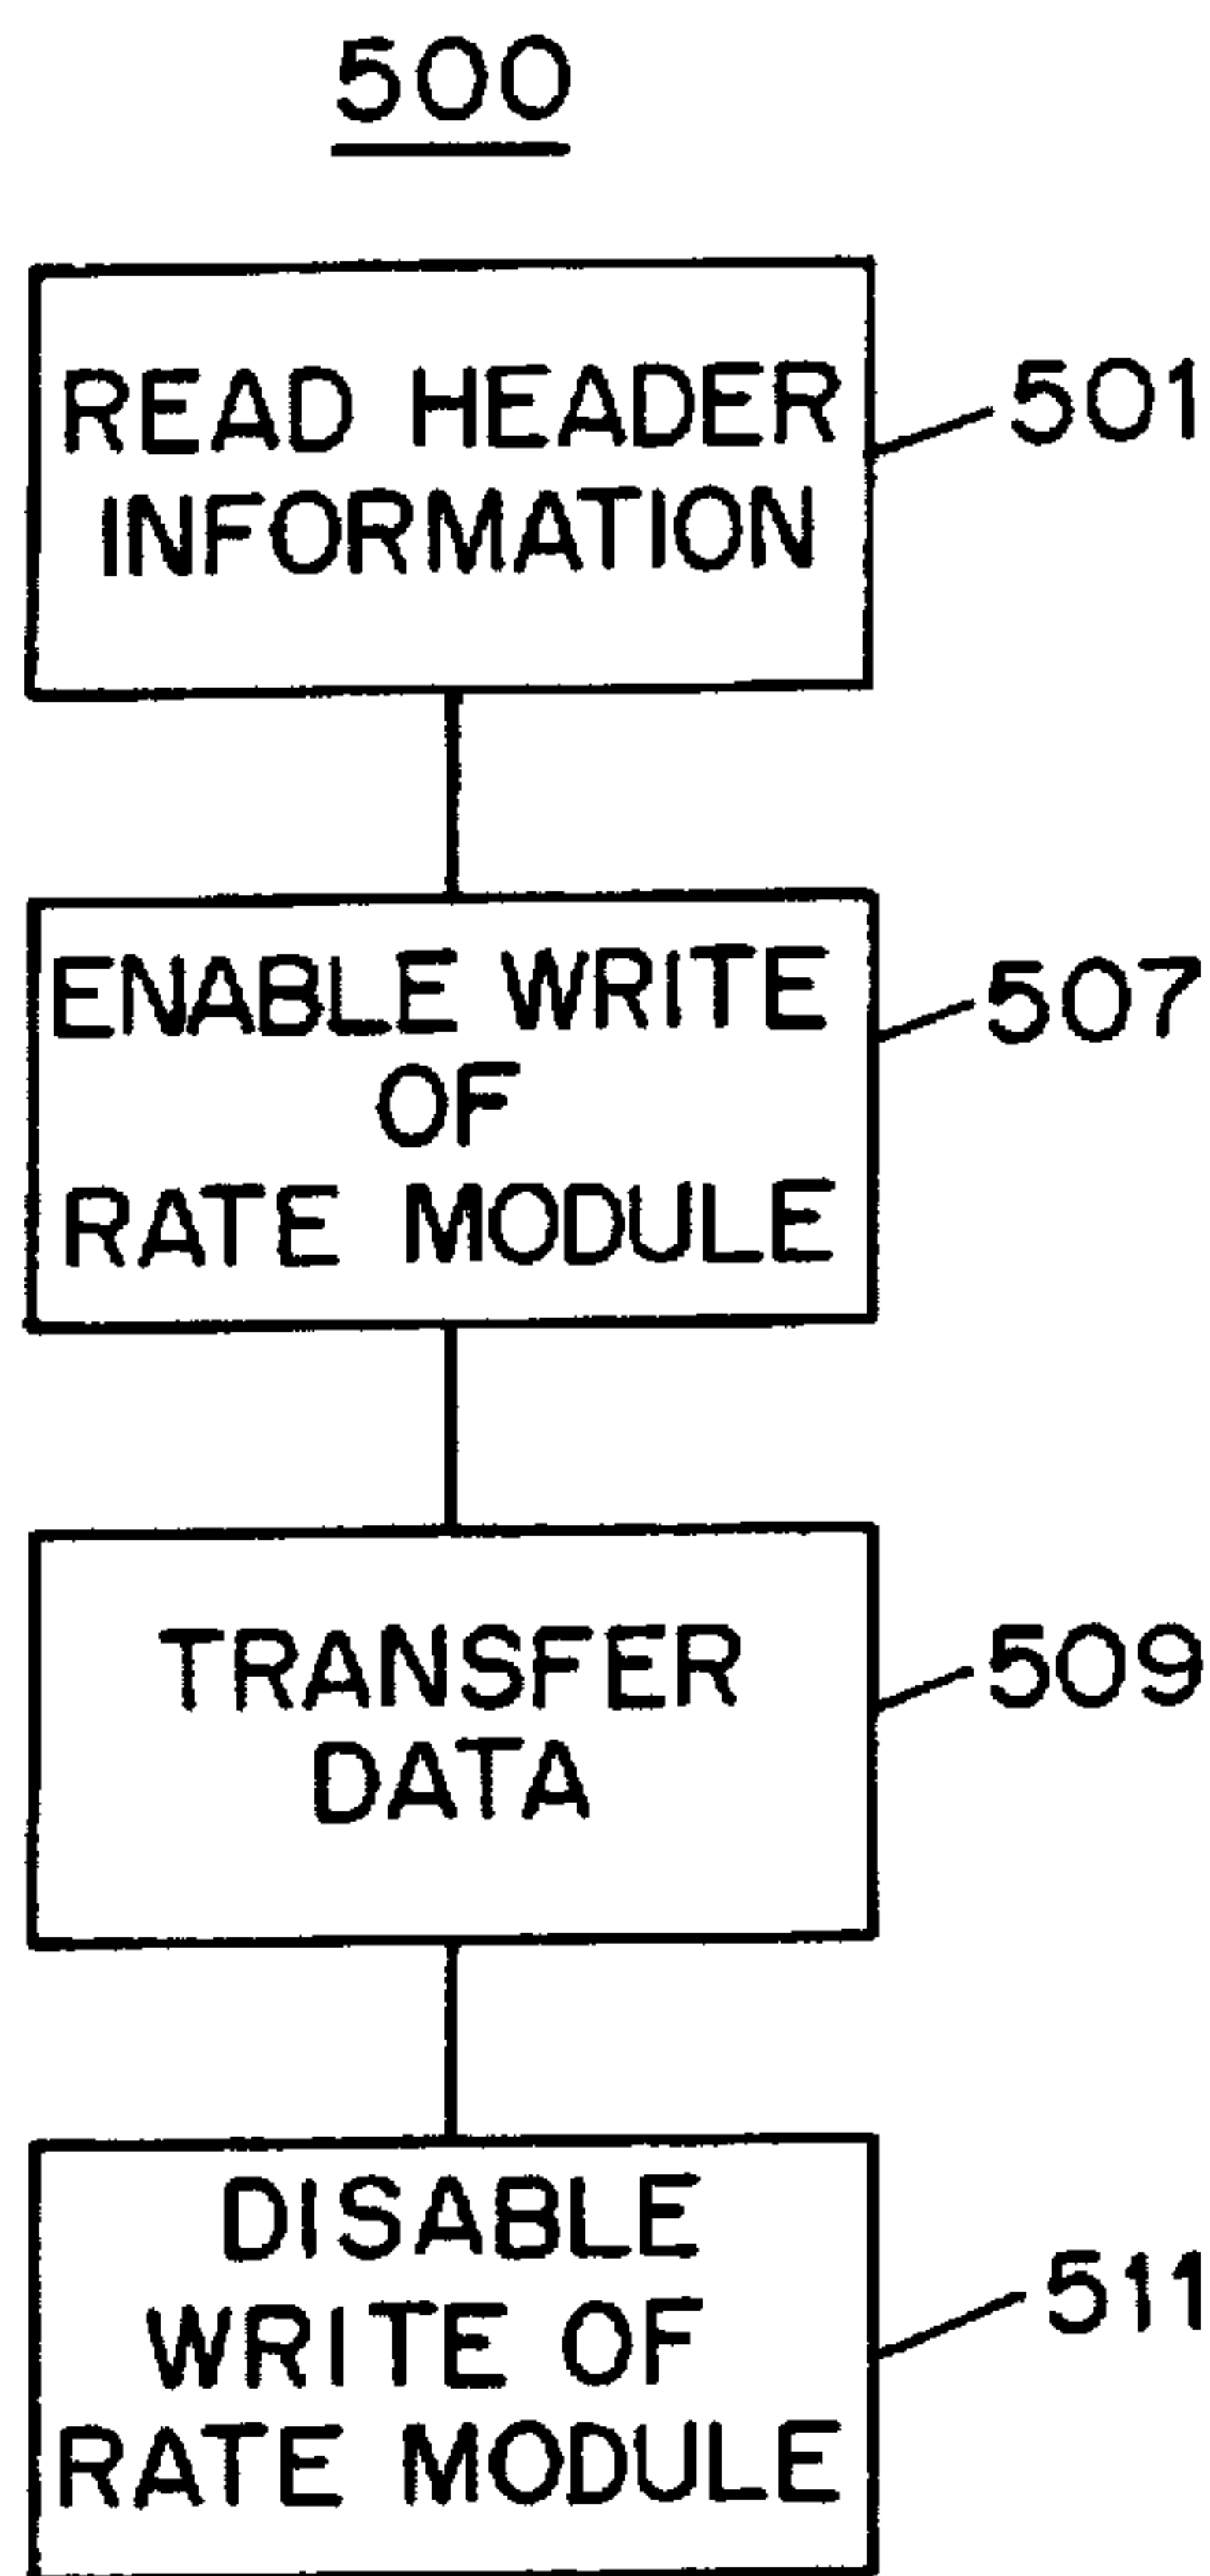 500
READ HEADER
INFORMATION
501
ENABLE WRITE
OF
RATE MODULE
507
TRANSFER
DATA
509
DISABLE
WRITE OF
RATE MODULE
511